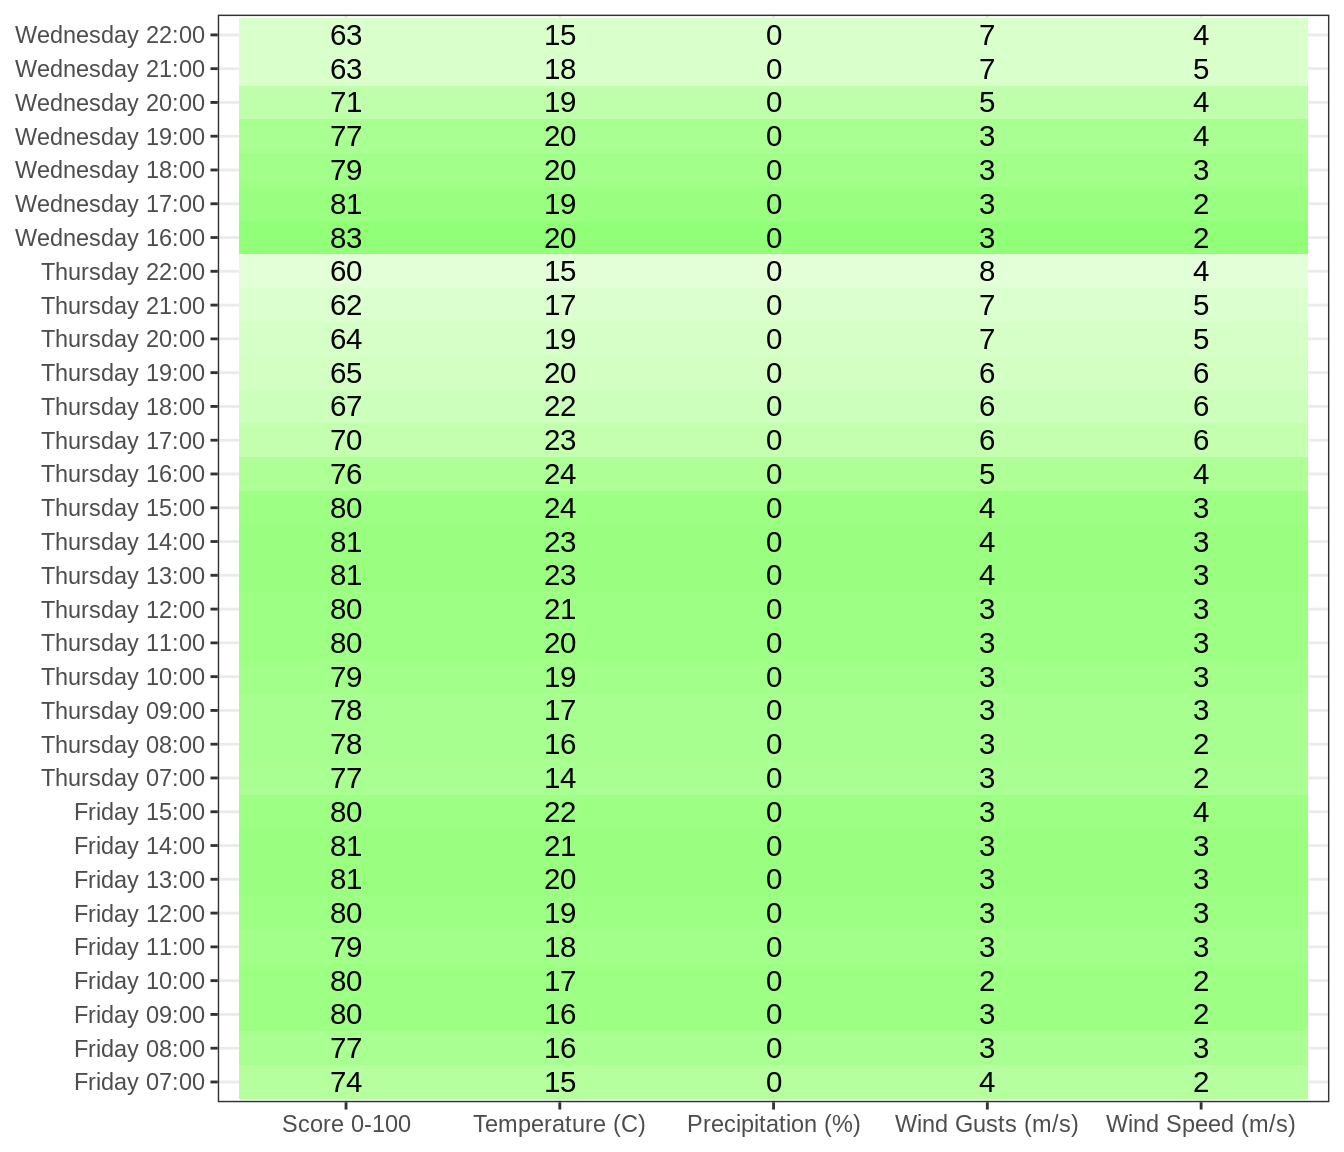 Wednesday 22:00 63 15 0 7 4
Wednesday 21:00 63 18 0 7 5
Wednesday 20:00 71 19 0 5 4
Wednesday 19:00 77 20 0 3 4
Wednesday 18:00 79 20 0 3 3
Wednesday 17:00 81 19 0 3 2
Wednesday 16:00 83 20 0 3 2
Thursday 22:00 60 15 0 8 4
Thursday 21:00 62 17 0 7 5
Thursday 20:00 64 19 0 7 5
Thursday 19:00 65 20 0 6 6
Thursday 18:00 67 22 0 6 6
Thursday 17:00 70 23 0 6 6
Thursday 16:00 76 24 0 5 4
Thursday 15:00 80 24 0 4 3
Thursday 14:00 81 23 0 4 3
Thursday 13:00 81 23 0 4 3
Thursday 12:00 80 21 0 3 3
Thursday 11:00 80 20 0 3 3
Thursday 10:00 79 19 0 3 3
Thursday 09:00 78 17 0 3 3
Thursday 08:00 78 16 0 3 2
Thursday 07:00 77 14 0 3 2
Friday 15:00 80 22 0 3 4
Friday 14:00 81 21 0 3 3
Friday 13:00 81 20 0 3 3
Friday 12:00 80 19 0 3 3
Friday 11:00 79 18 0 3 3
Friday 10:00 80 17 0 2 2
Friday 09:00 80 16 0 3 2
Friday 08:00 77 16 0 3 3
Friday 07:00 74 15 0 4 2
Score 0-100 Temperature (C) Precipitation (%) Wind Gusts (m/s) Wind Speed (m/s)